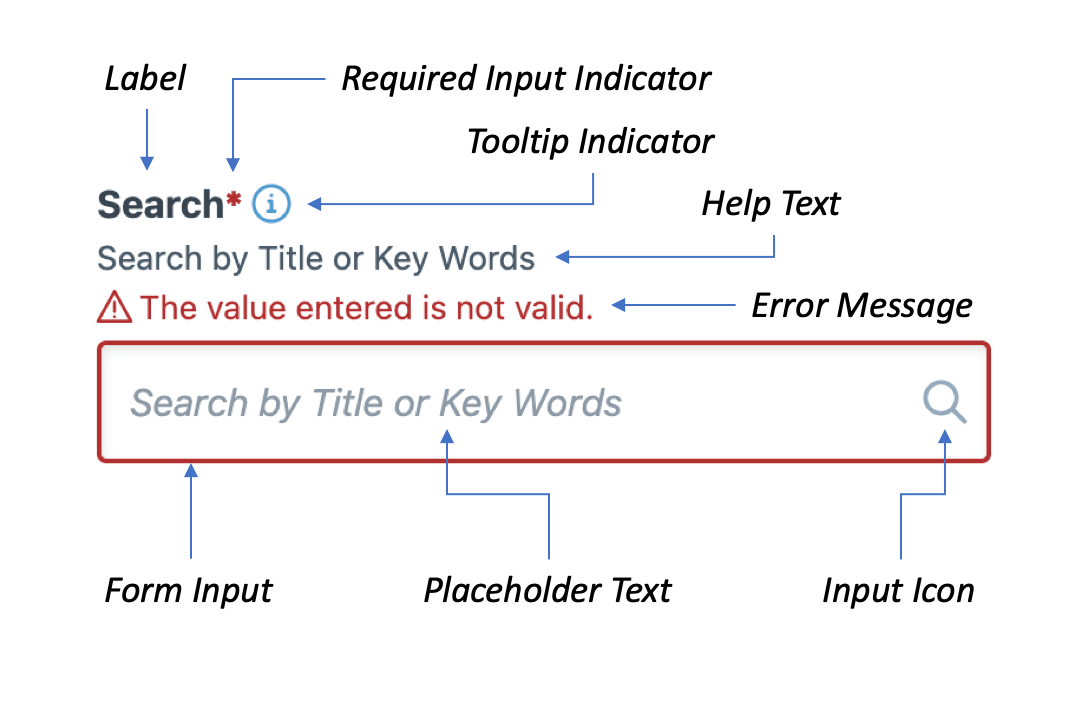 Label
Required Input Indicator
Tooltip Indicator
Search*
Help Text
Search by Title or Key Words
The value entered is not valid.
Error Message
Search by Title or Key Words
Form Input
Placeholder Text
Input Icon